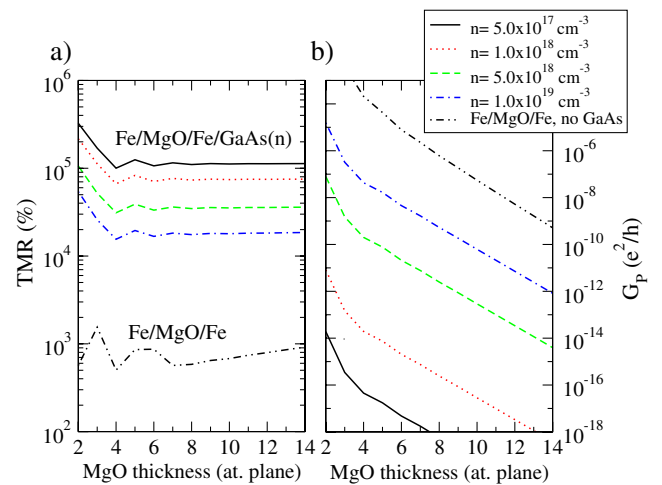 n= 5.0x10^17 cm^-3
n= 1.0x10^18 cm^-3
n= 5.0x10^18 cm^-3
n= 1.0x10^19 cm^-3
Fe/MgO/Fe, no GaAs
a)
b)
10^6
10^5
10^4
10^3
10^2
TMR (%)
Fe/MgO/Fe/GaAs(n)
Fe/MgO/Fe
2 4 6 8 10 12 14
MgO thickness (at. plane)
10^-6
10^-8
10^-10
10^-12
10^-14
10^-16
10^-18
G_P (e^2/h)
2 4 6 8 10 12 14
MgO thickness (at. plane)